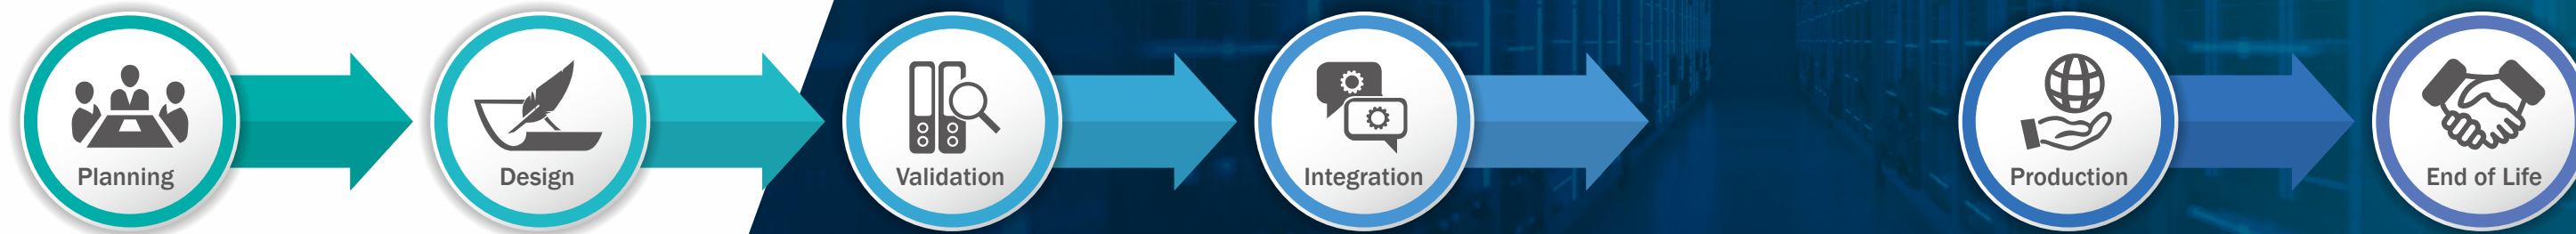 Planning
Design
Validation
Integration
Production
End of Life